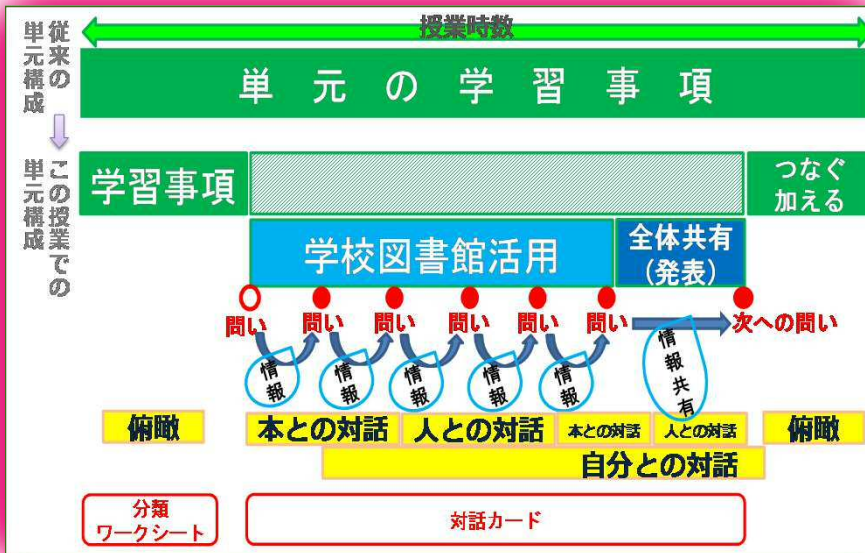 授業時数
従来の
単元構成
単元の学習事項
この授業での
単元構成
学習事項
つなぐ
加える
学校図書館活用
全体共有
(発表)
問い
問い
問い
問い
問い
問い
次への問い
情報
情報
情報
情報
情報
情報共有
俯瞰
本との対話
人との対話
本との対話
人との対話
俯瞰
自分との対話
分類
ワークシート
対話カード